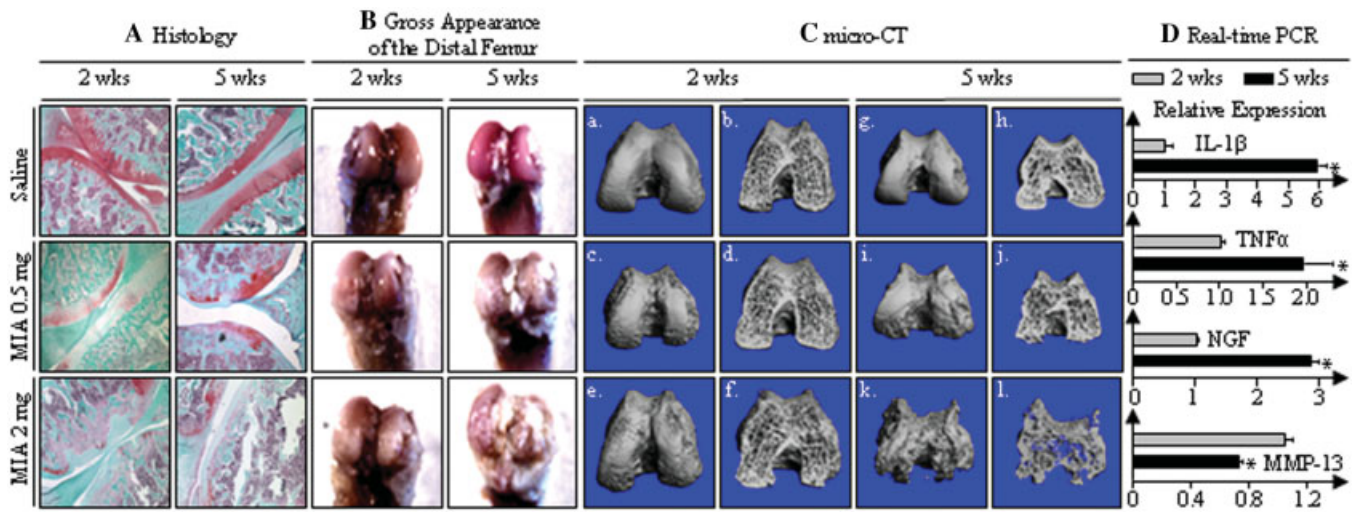 A Histology
B Gross Appearance
of the Distal Femur
C micro-CT
D Real-time PCR
2 wks
5 wks
2 wks
5 wks
2 wks
5 wks
2 wks
5 wks
Saline
MIA 0.5 mg
MIA 2 mg
a.
b.
g.
h.
c.
d.
i.
j.
e.
f.
k.
l.
Relative Expression
IL-1β
*
0 1 2 3 4 5 6
TNFα
*
0 0.5 1.0 1.5 2.0
NGF
*
0 1 2 3
* MMP-13
0 0.4 0.8 1.2